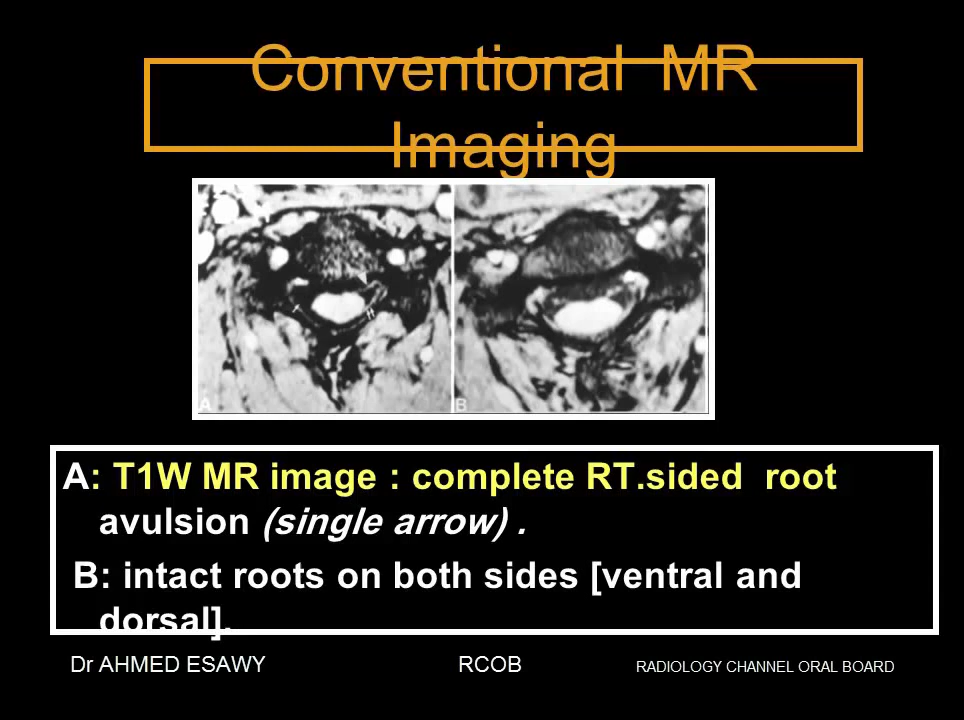 Conventional MR
Imaging
A
B
A: T1W MR image : complete RT.sided root
avulsion (single arrow) .
B: intact roots on both sides [ventral and
dorsal].
Dr AHMED ESAWY
RCOB
RADIOLOGY CHANNEL ORAL BOARD